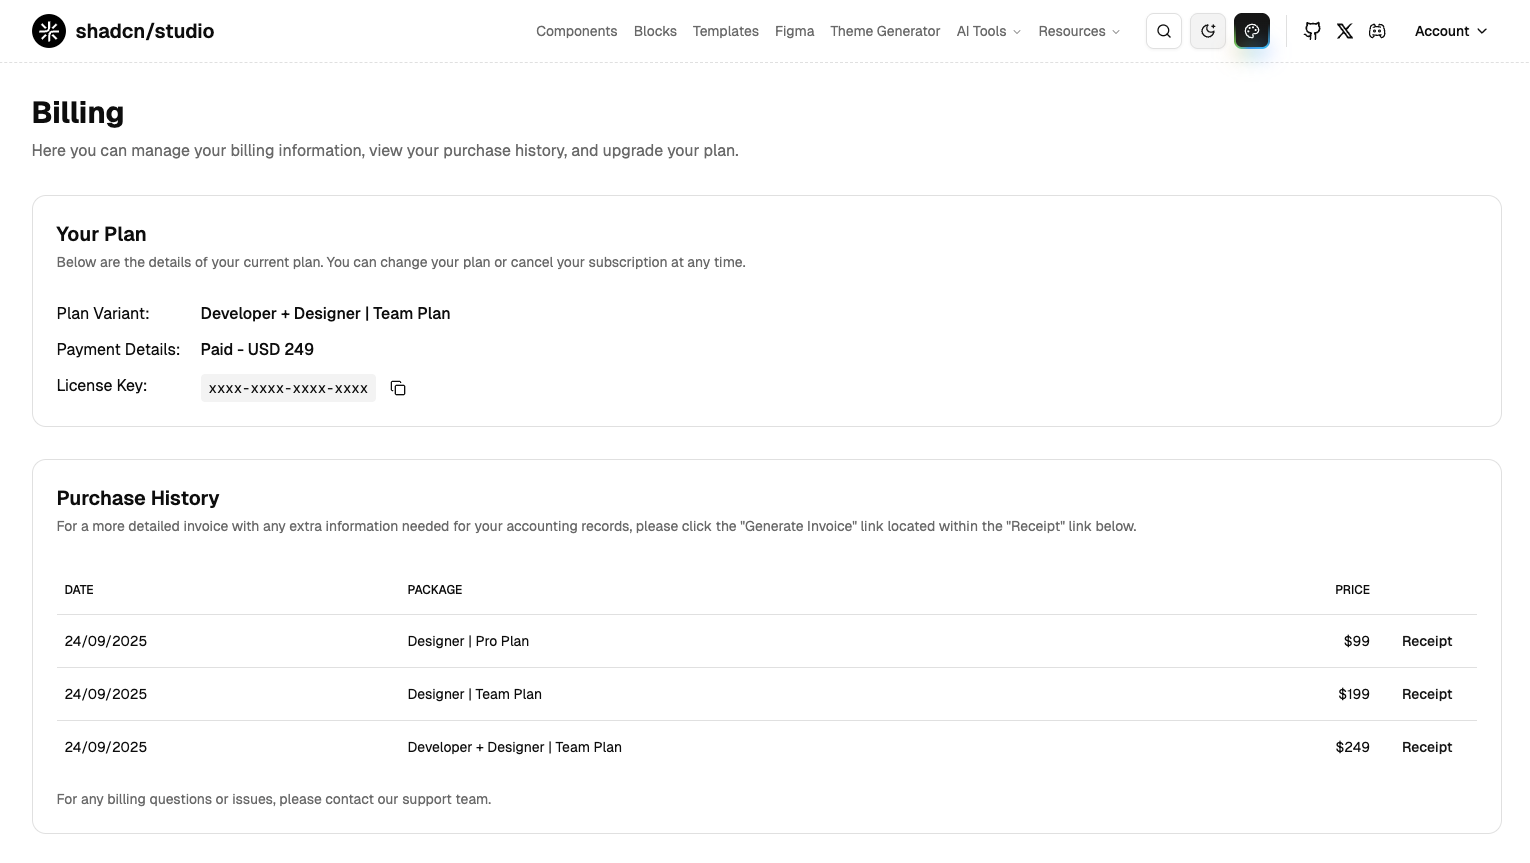 shadcn/studio
Components Blocks Templates Figma Theme Generator AI Tools Resources Account
Billing
Here you can manage your billing information, view your purchase history, and upgrade your plan.
Your Plan
Below are the details of your current plan. You can change your plan or cancel your subscription at any time.
Plan Variant: Developer + Designer | Team Plan
Payment Details: Paid - USD 249
License Key: xxxx-xxxx-xxxx-xxxx
Purchase History
For a more detailed invoice with any extra information needed for your accounting records, please click the "Generate Invoice" link located within the "Receipt" link below.
DATE PACKAGE PRICE
24/09/2025 Designer | Pro Plan $99 Receipt
24/09/2025 Designer | Team Plan $199 Receipt
24/09/2025 Developer + Designer | Team Plan $249 Receipt
For any billing questions or issues, please contact our support team.